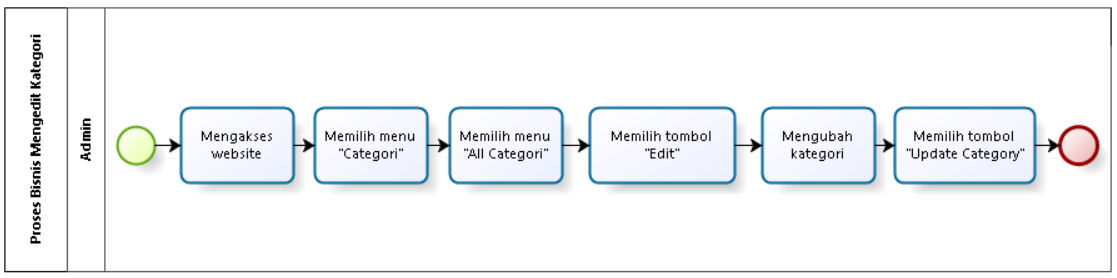 Proses Bisnis Mengedit Kategori
Admin
Mengakses
website
Memilih menu
"Categori"
Memilih menu
"All Categori"
Memilih tombol
"Edit"
Mengubah
kategori
Memilih tombol
"Update Category"